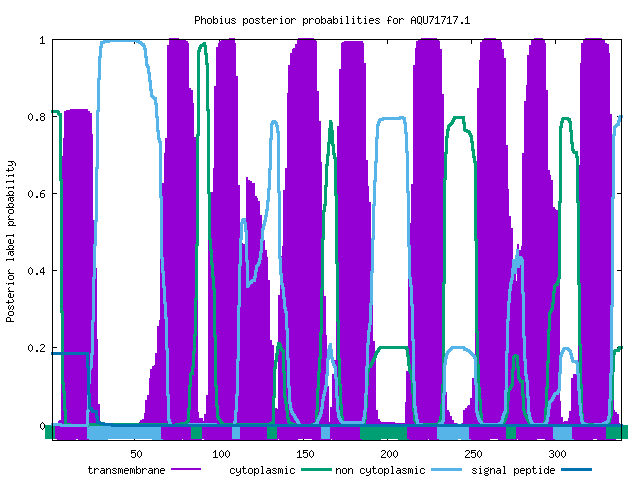 Phobius posterior probabilities for AQU71717.1
Posterior label probability
1
0.8
0.6
0.4
0.2
0
50 100 150 200 250 300
transmembrane cytoplasmic non cytoplasmic signal peptide